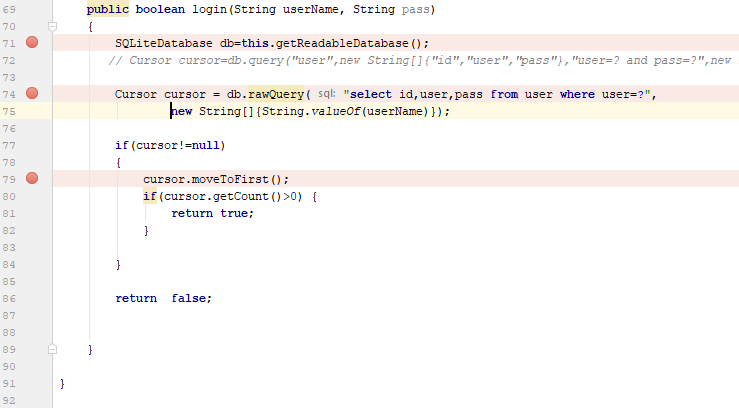 69 public boolean login(String userName, String pass)
70 {
71 SQLiteDatabase db=this.getReadableDatabase();
72 // Cursor cursor=db.query("user",new String[]{"id","user","pass"},"user=? and pass=?",new
73
74 Cursor cursor = db.rawQuery( sql: "select id,user,pass from user where user=?",
75 new String[]{String.valueOf(userName)});
76
77 if(cursor!=null)
78 {
79 cursor.moveToFirst();
80 if(cursor.getCount()>0) {
81 return true;
82 }
83
84 }
85
86 return false;
87
88
89 }
90
91 }
92